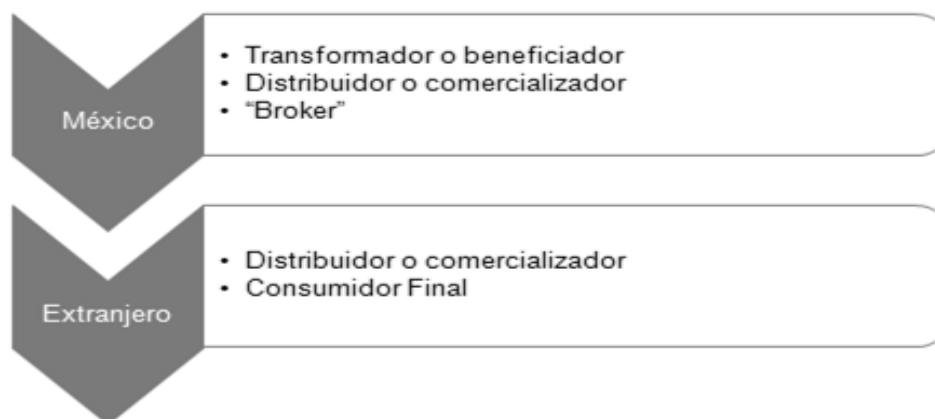 México
• Transformador o beneficiador
• Distribuidor o comercializador
• “Broker”
Extranjero
• Distribuidor o comercializador
• Consumidor Final